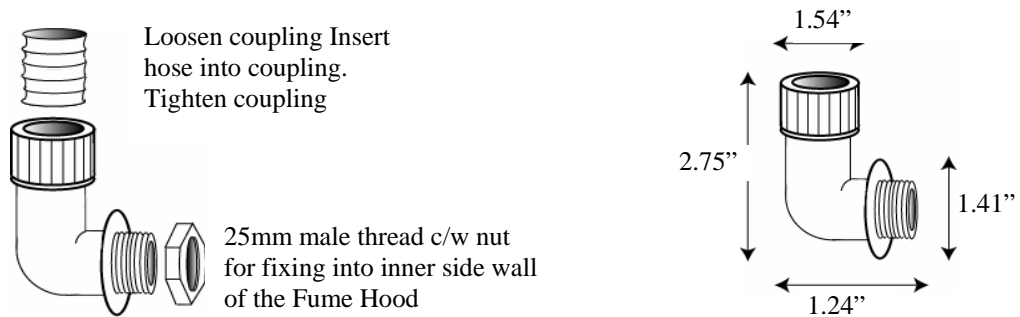 Loosen coupling Insert
hose into coupling.
Tighten coupling
25mm male thread c/w nut
for fixing into inner side wall
of the Fume Hood
1.54”
2.75”
1.41”
1.24”